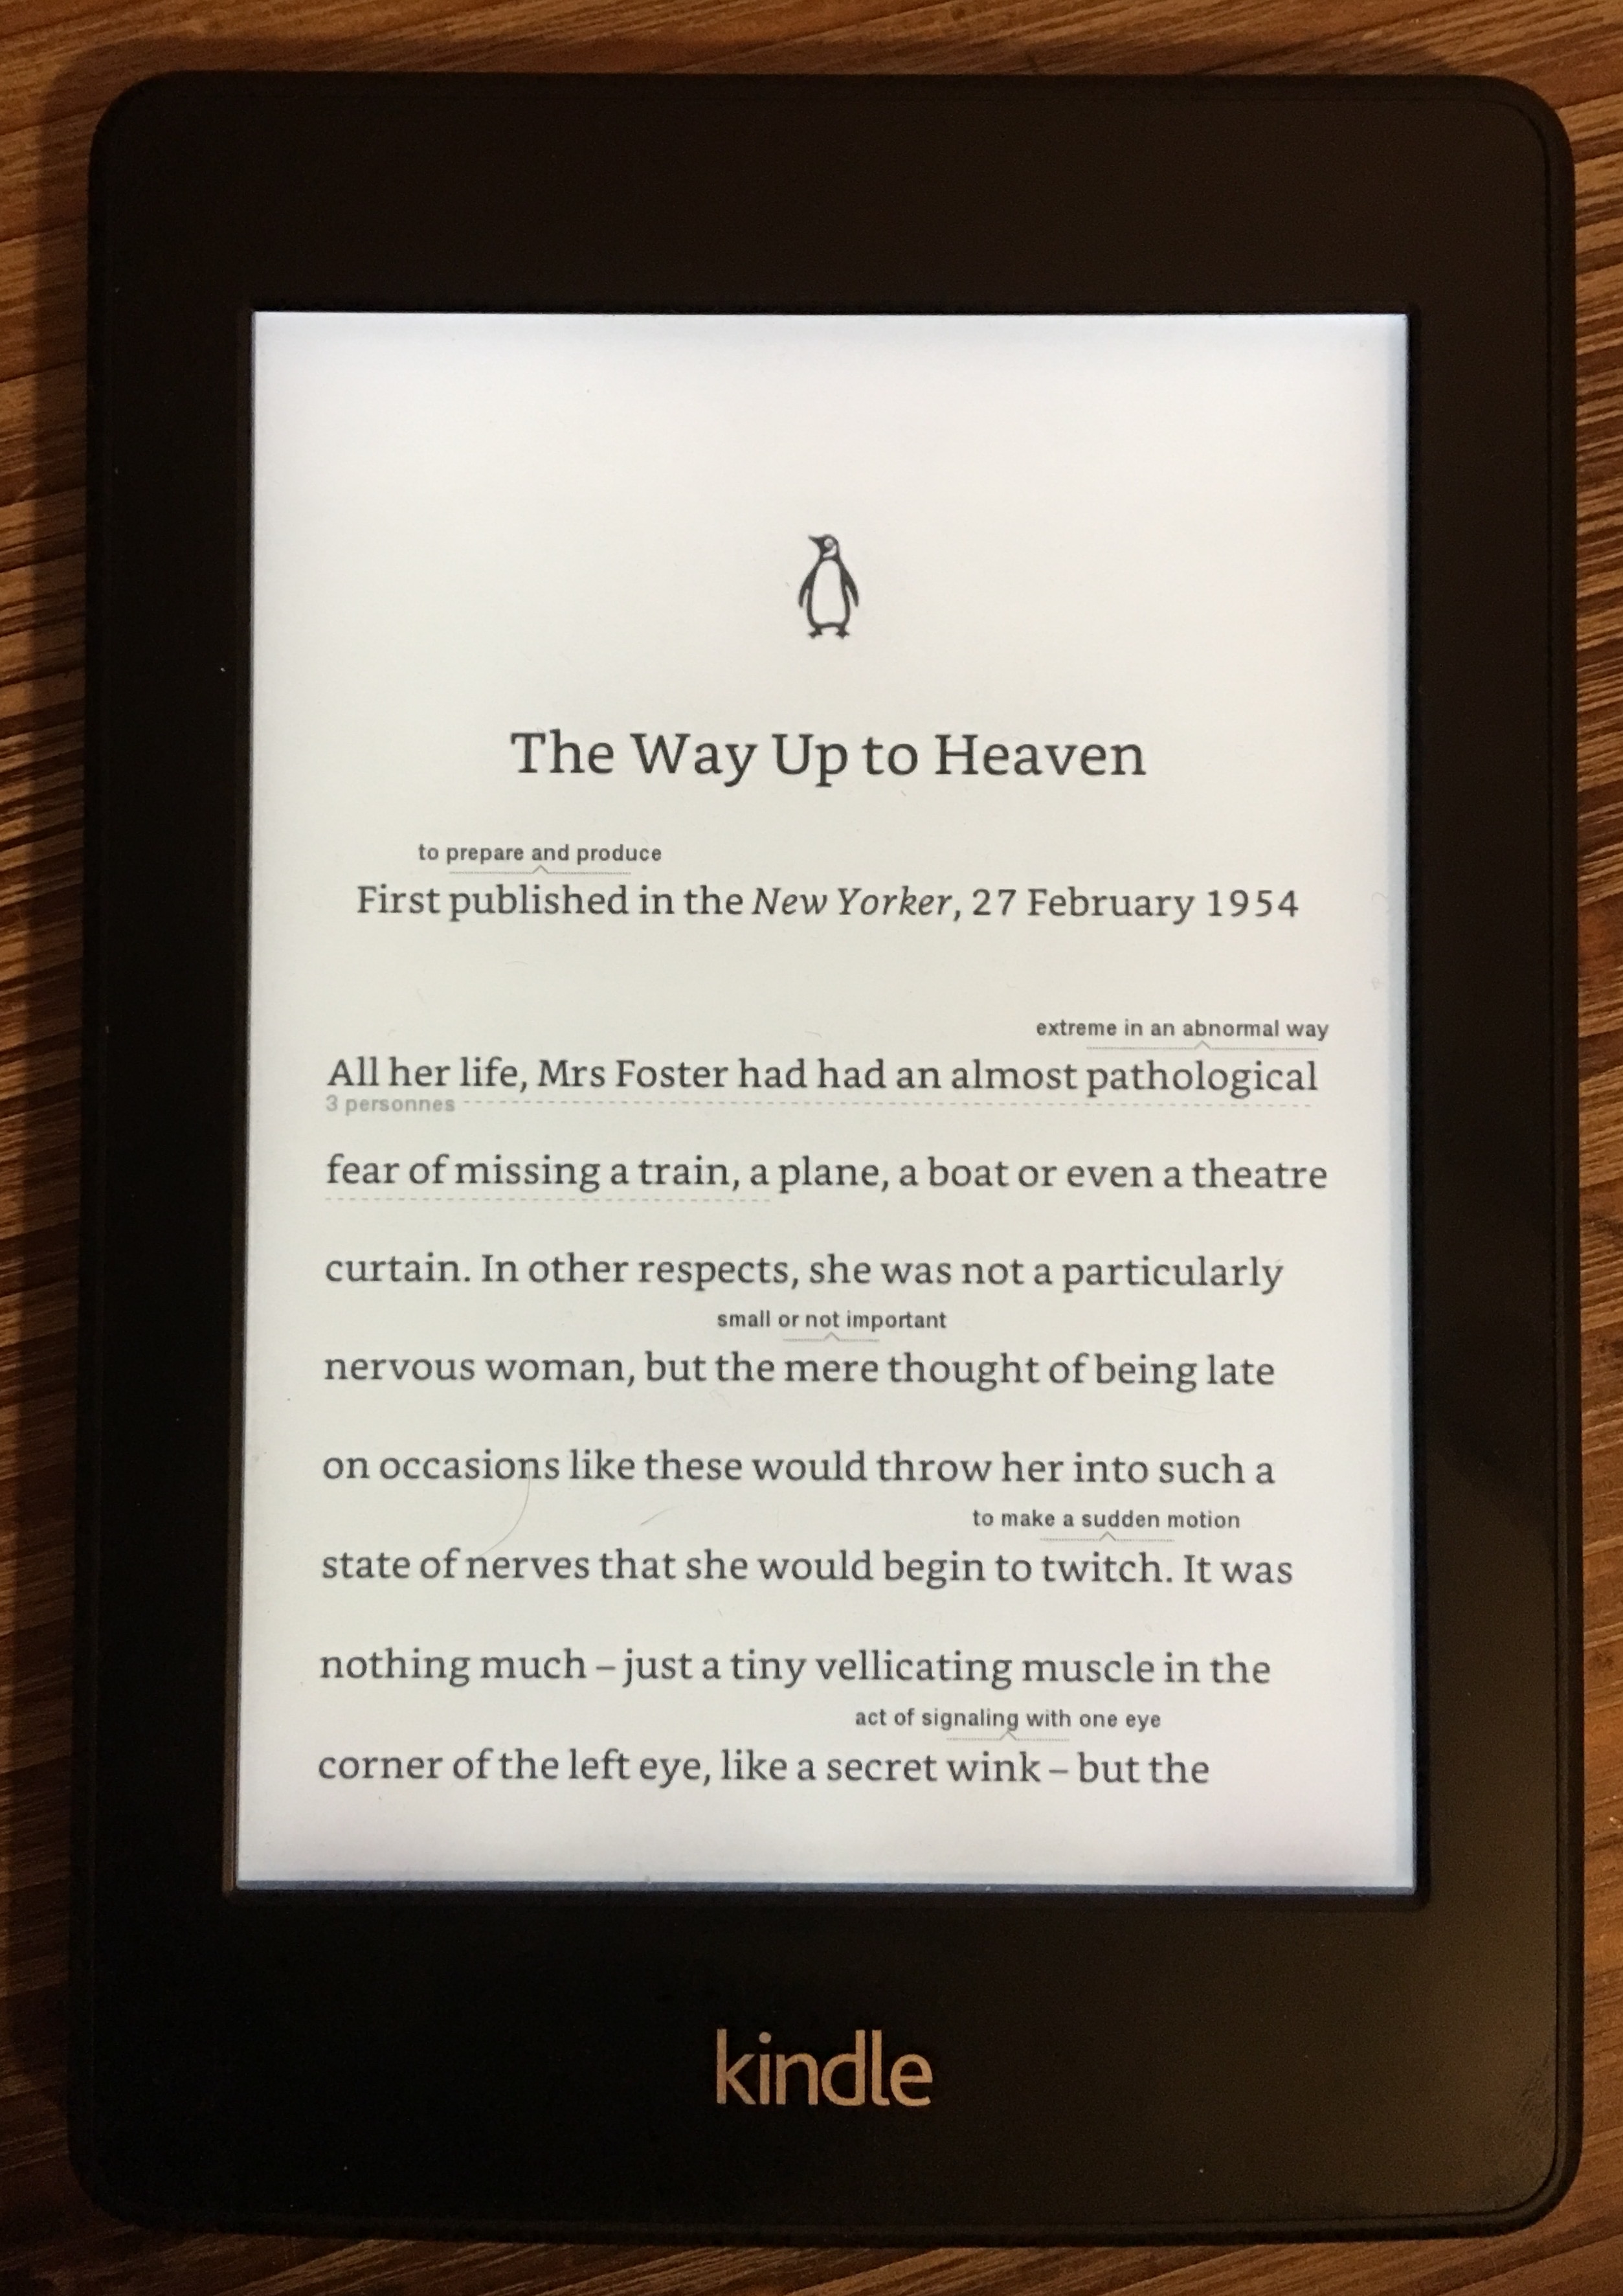 The Way Up to Heaven
to prepare and produce
First published in the New Yorker, 27 February 1954
extreme in an abnormal way
All her life, Mrs Foster had had an almost pathological
3 personnes
fear of missing a train, a plane, a boat or even a theatre
curtain. In other respects, she was not a particularly
small or not important
nervous woman, but the mere thought of being late
on occasions like these would throw her into such a
to make a sudden motion
state of nerves that she would begin to twitch. It was
nothing much – just a tiny vellicating muscle in the
act of signaling with one eye
corner of the left eye, like a secret wink – but the
kindle